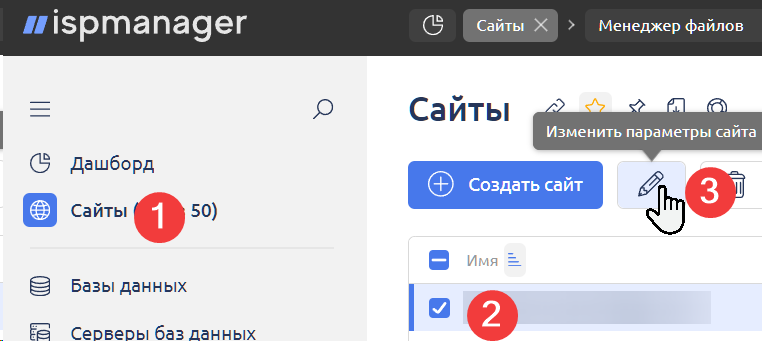 ispmanager
Сайты
Менеджер файлов
Сайты
Изменить параметры сайта
Дашборд
Создать сайт
3
Сайты
1
50)
Имя
Базы данных
2
Серверы баз данных